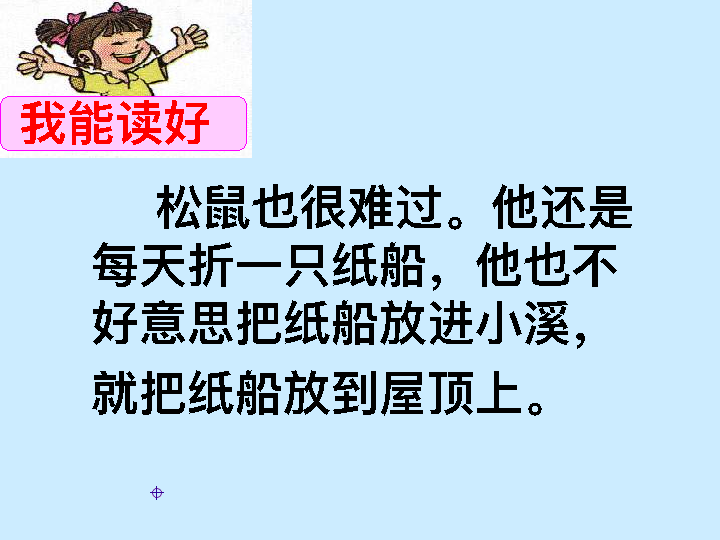 我能读好
松鼠也很难过。他还是
每天折一只纸船，他也不
好意思把纸船放进小溪，
就把纸船放到屋顶上。